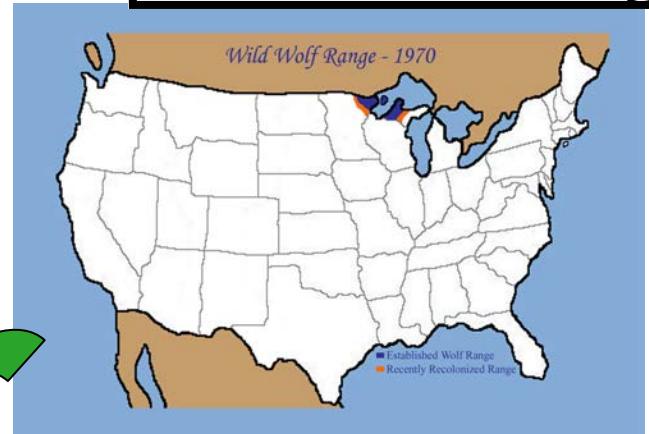 Wild Wolf Range - 1970
Established Wolf Range
Recently Recolonized Range